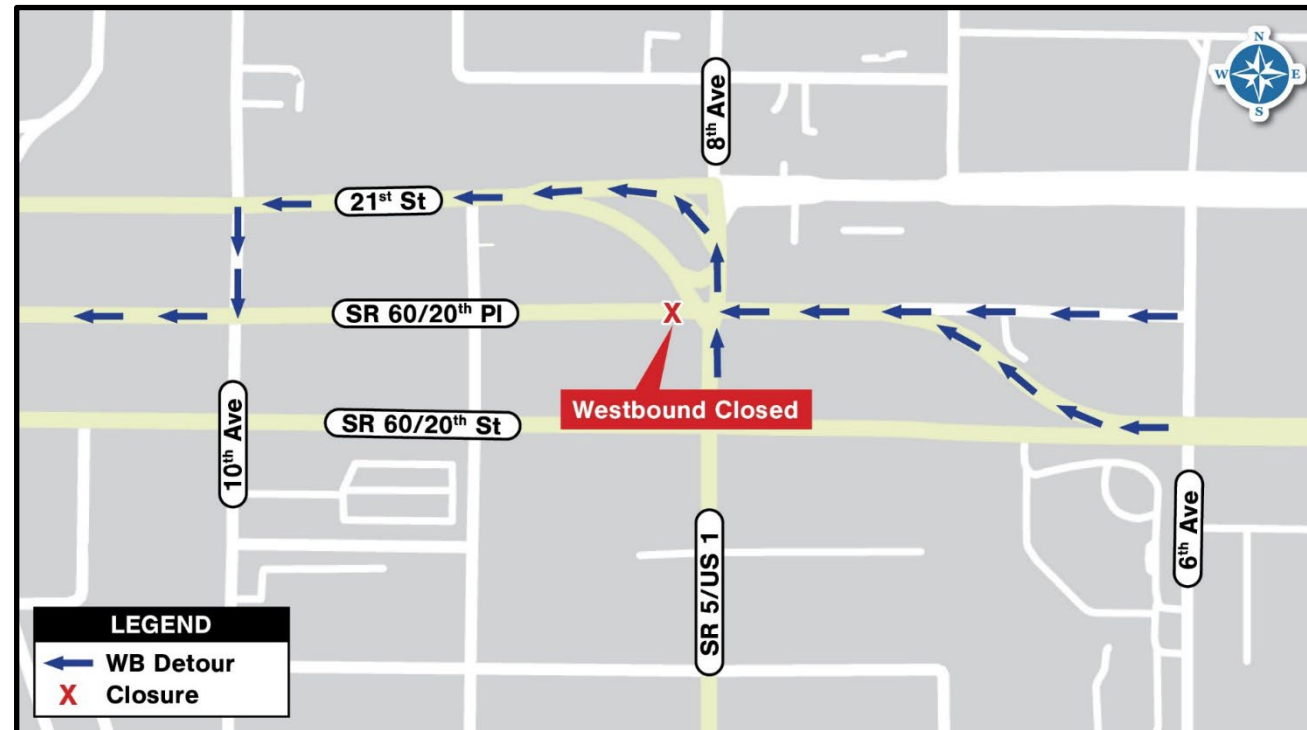 N
W E
S
8th Ave
21st St
SR 60/20th Pl
X
Westbound Closed
SR 60/20th St
10th Ave
SR 5/US 1
6th Ave
LEGEND
WB Detour
X Closure